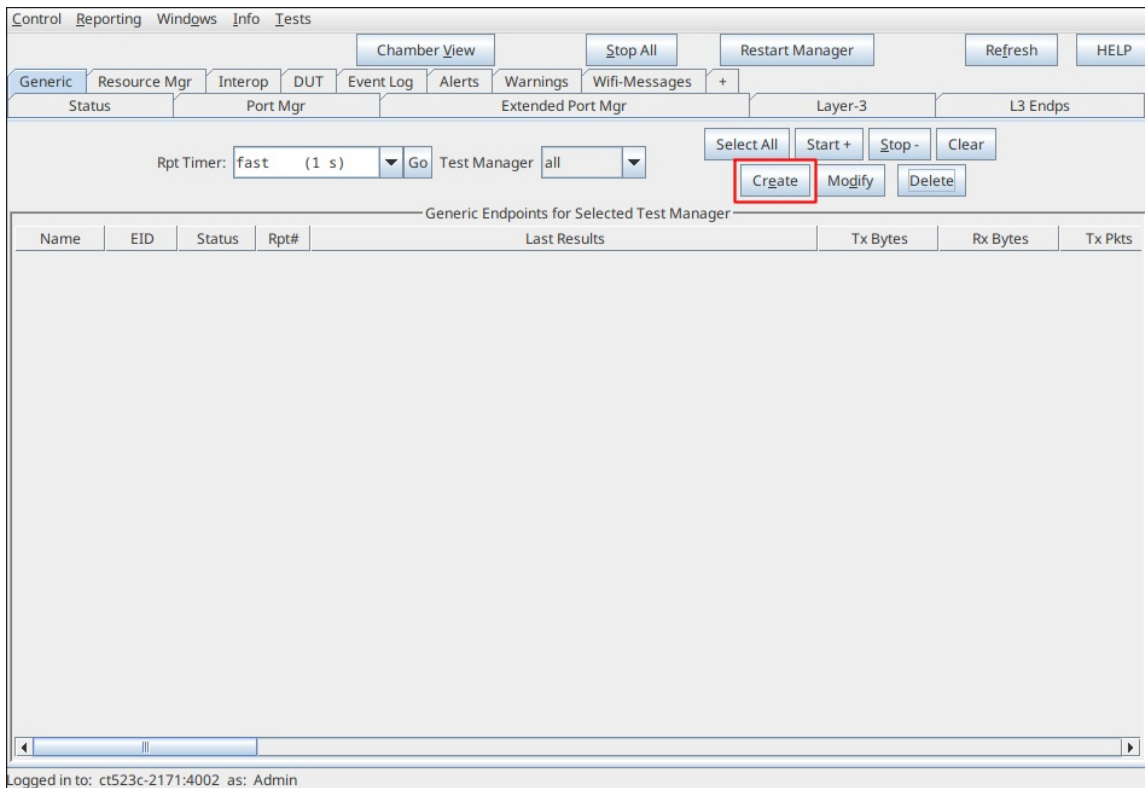 Control Reporting Windows Info Tests
Chamber View Stop All Restart Manager Refresh HELP
Generic Resource Mgr Interop DUT Event Log Alerts Warnings Wifi-Messages +
Status Port Mgr Extended Port Mgr Layer-3 L3 Endps
Select All Start + Stop - Clear
Rpt Timer: fast (1 s) Go Test Manager all
Create Modify Delete
Generic Endpoints for Selected Test Manager
Name EID Status Rpt# Last Results Tx Bytes Rx Bytes Tx Pkts
Logged in to: ct523c-2171:4002 as: Admin